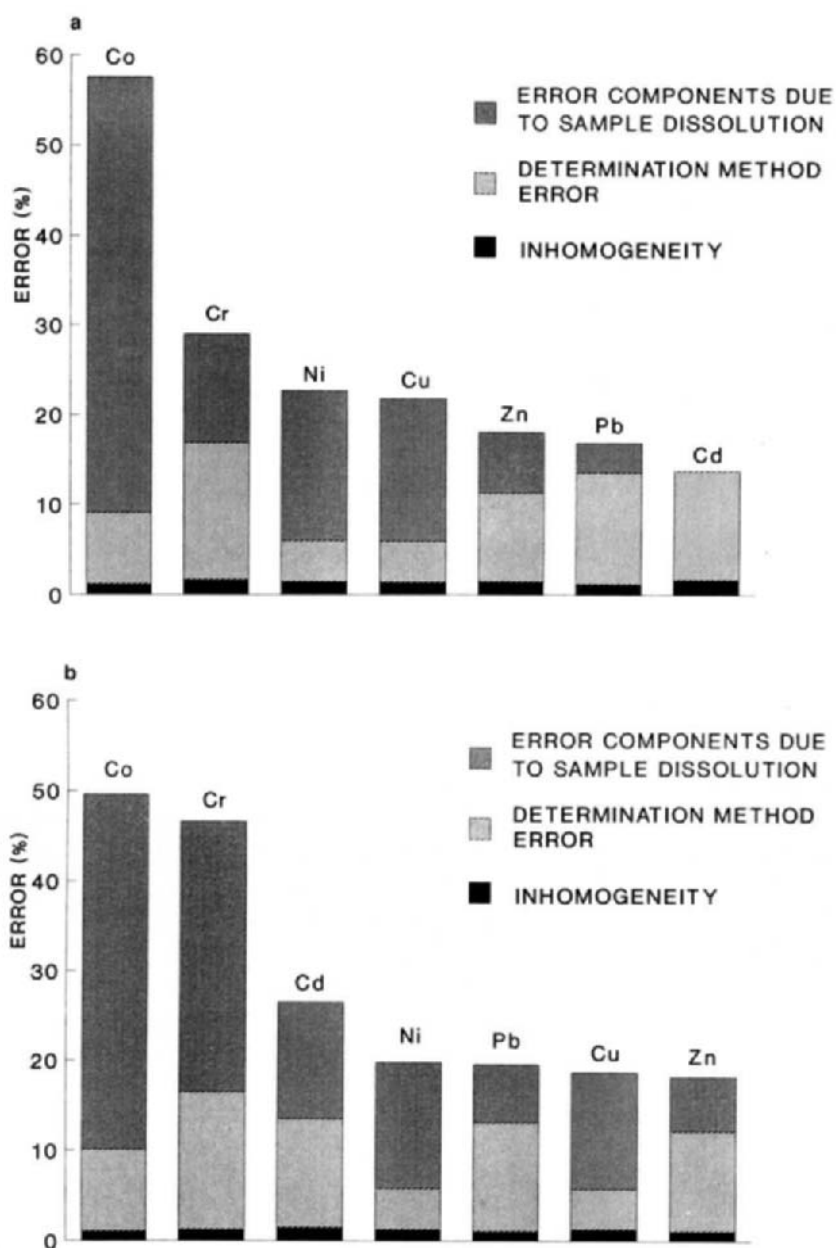 a
60
50
40
30
20
10
0
ERROR (%)
Co
Cr
Ni
Cu
Zn
Pb
Cd
ERROR COMPONENTS DUE
TO SAMPLE DISSOLUTION
DETERMINATION METHOD
ERROR
INHOMOGENEITY
b
60
50
40
30
20
10
0
ERROR (%)
Co
Cr
Cd
Ni
Pb
Cu
Zn
ERROR COMPONENTS DUE
TO SAMPLE DISSOLUTION
DETERMINATION METHOD
ERROR
INHOMOGENEITY